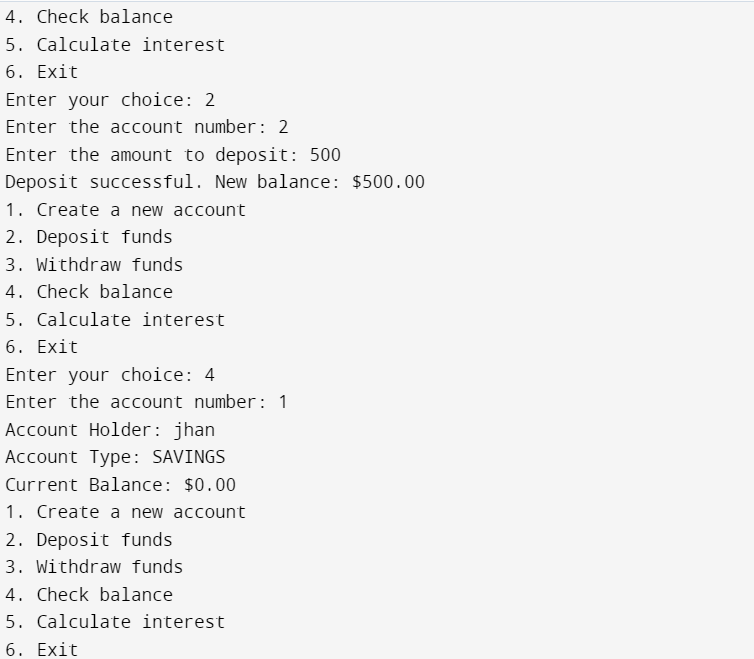 4. Check balance
5. Calculate interest
6. Exit
Enter your choice: 2
Enter the account number: 2
Enter the amount to deposit: 500
Deposit successful. New balance: $500.00
1. Create a new account
2. Deposit funds
3. Withdraw funds
4. Check balance
5. Calculate interest
6. Exit
Enter your choice: 4
Enter the account number: 1
Account Holder: jhan
Account Type: SAVINGS
Current Balance: $0.00
1. Create a new account
2. Deposit funds
3. Withdraw funds
4. Check balance
5. Calculate interest
6. Exit